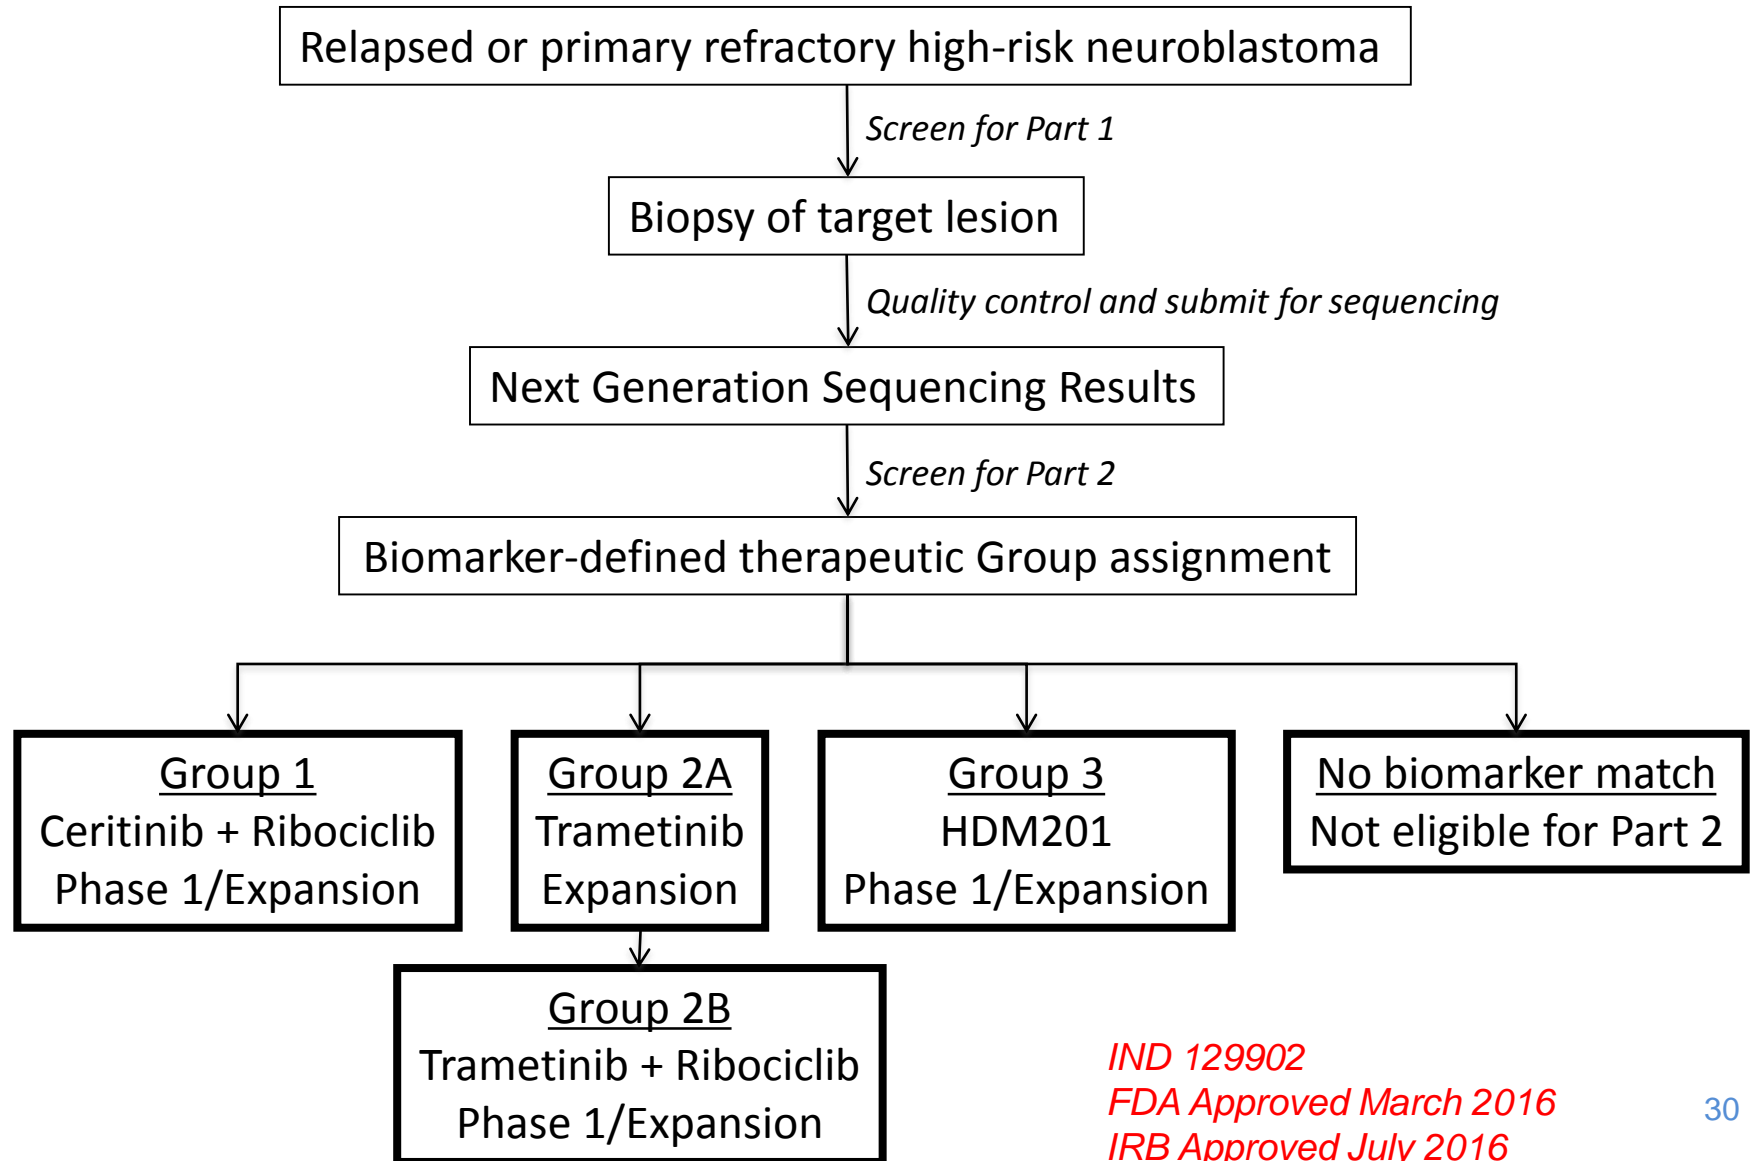 Relapsed or primary refractory high-risk neuroblastoma
Screen for Part 1
Biopsy of target lesion
Quality control and submit for sequencing
Next Generation Sequencing Results
Screen for Part 2
Biomarker-defined therapeutic Group assignment
Group 1
Ceritinib + Ribociclib
Phase 1/Expansion
Group 2A
Trametinib
Expansion
Group 3
HDM201
Phase 1/Expansion
No biomarker match
Not eligible for Part 2
Group 2B
Trametinib + Ribociclib
Phase 1/Expansion
IND 129902
FDA Approved March 2016
IRB Approved July 2016
30